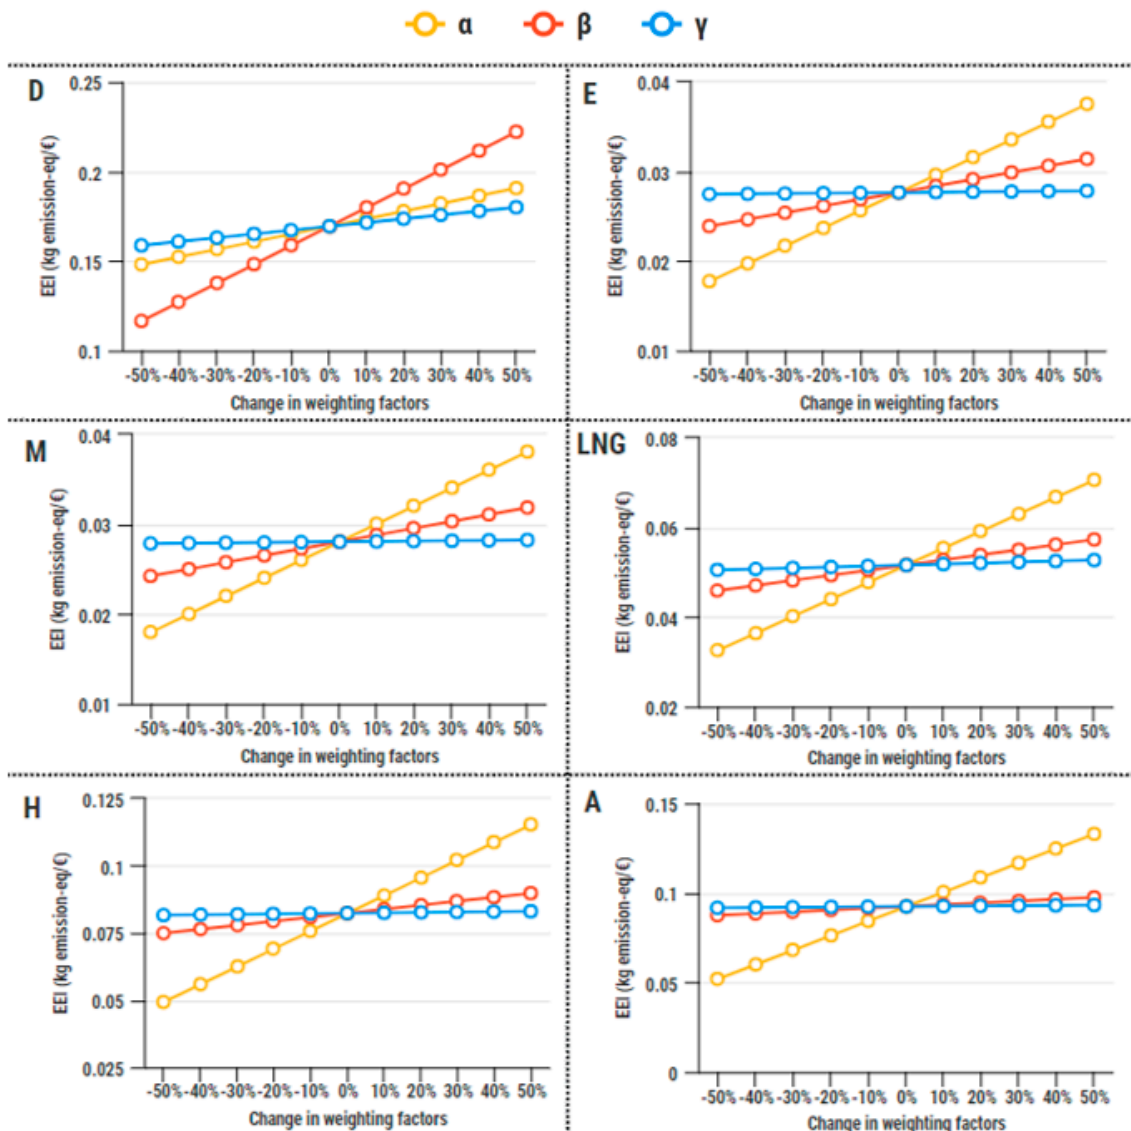 α β γ
D
EEI (kg emission-eq/€)
0.25
0.2
0.15
0.1
-50% -40% -30% -20% -10% 0% 10% 20% 30% 40% 50%
Change in weighting factors
E
EEI (kg emission-eq/€)
0.04
0.03
0.02
0.01
-50% -40% -30% -20% -10% 0% 10% 20% 30% 40% 50%
Change in weighting factors
M
EEI (kg emission-eq/€)
0.04
0.03
0.02
0.01
-50% -40% -30% -20% -10% 0% 10% 20% 30% 40% 50%
Change in weighting factors
LNG
EEI (kg emission-eq/€)
0.08
0.06
0.04
0.02
-50% -40% -30% -20% -10% 0% 10% 20% 30% 40% 50%
Change in weighting factors
H
EEI (kg emission-eq/€)
0.125
0.1
0.075
0.05
0.025
-50% -40% -30% -20% -10% 0% 10% 20% 30% 40% 50%
Change in weighting factors
A
EEI (kg emission-eq/€)
0.15
0.1
0.05
0
-50% -40% -30% -20% -10% 0% 10% 20% 30% 40% 50%
Change in weighting factors